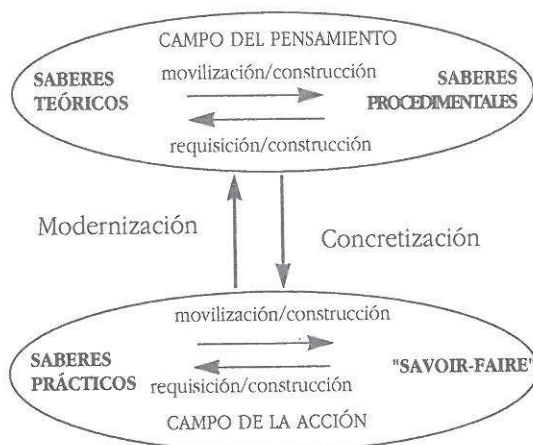 CAMPO DEL PENSAMIENTO
SABERES TEÓRICOS
movilización/construcción
SABERES PROCEDIMENTALES
requisición/construcción
Modernización
Concretización
movilización/construcción
SABERES PRÁCTICOS
"SAVOIR-FAIRE"
requisición/construcción
CAMPO DE LA ACCIÓN